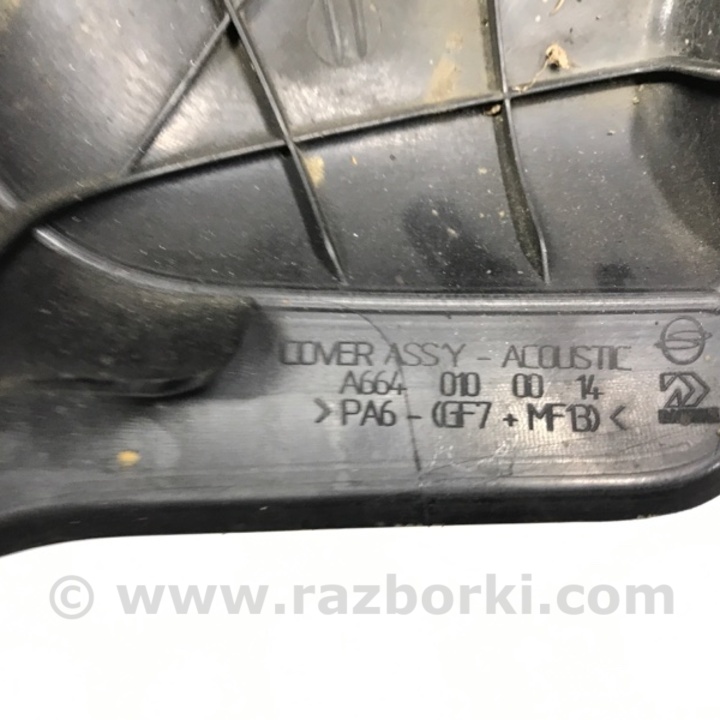 COVER ASS'Y - ACOUSTIC
A664 010 00 14
>PA6-(GF7+MF13)<
© www.razborki.com